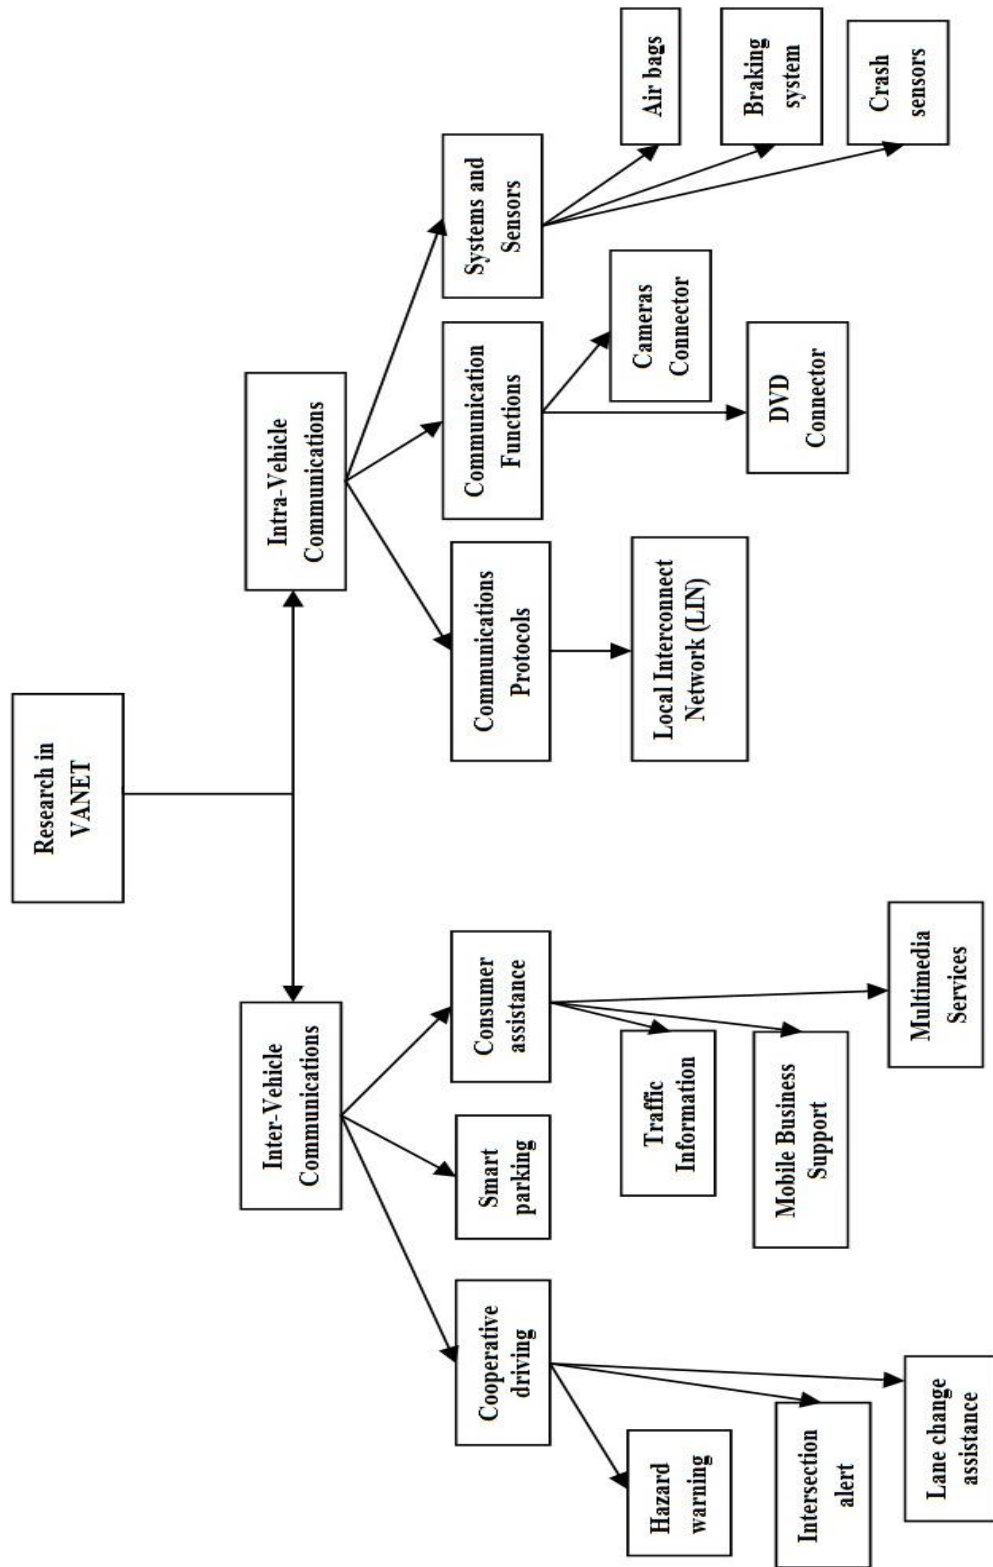 Research in
VANET
Inter-Vehicle
Communications
Intra-Vehicle
Communications
Cooperative
driving
Smart
parking
Consumer
assistance
Communications
Protocols
Communication
Functions
Systems and
Sensors
Hazard
warning
Intersection
alert
Lane change
assistance
Traffic
Information
Mobile Business
Support
Multimedia
Services
Local Interconnect
Network (LIN)
Cameras
Connector
DVD
Connector
Air bags
Braking
system
Crash
sensors